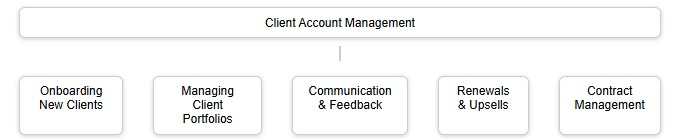 Client Account Management
Onboarding
New Clients
Managing
Client
Portfolios
Communication
& Feedback
Renewals
& Upsells
Contract
Management